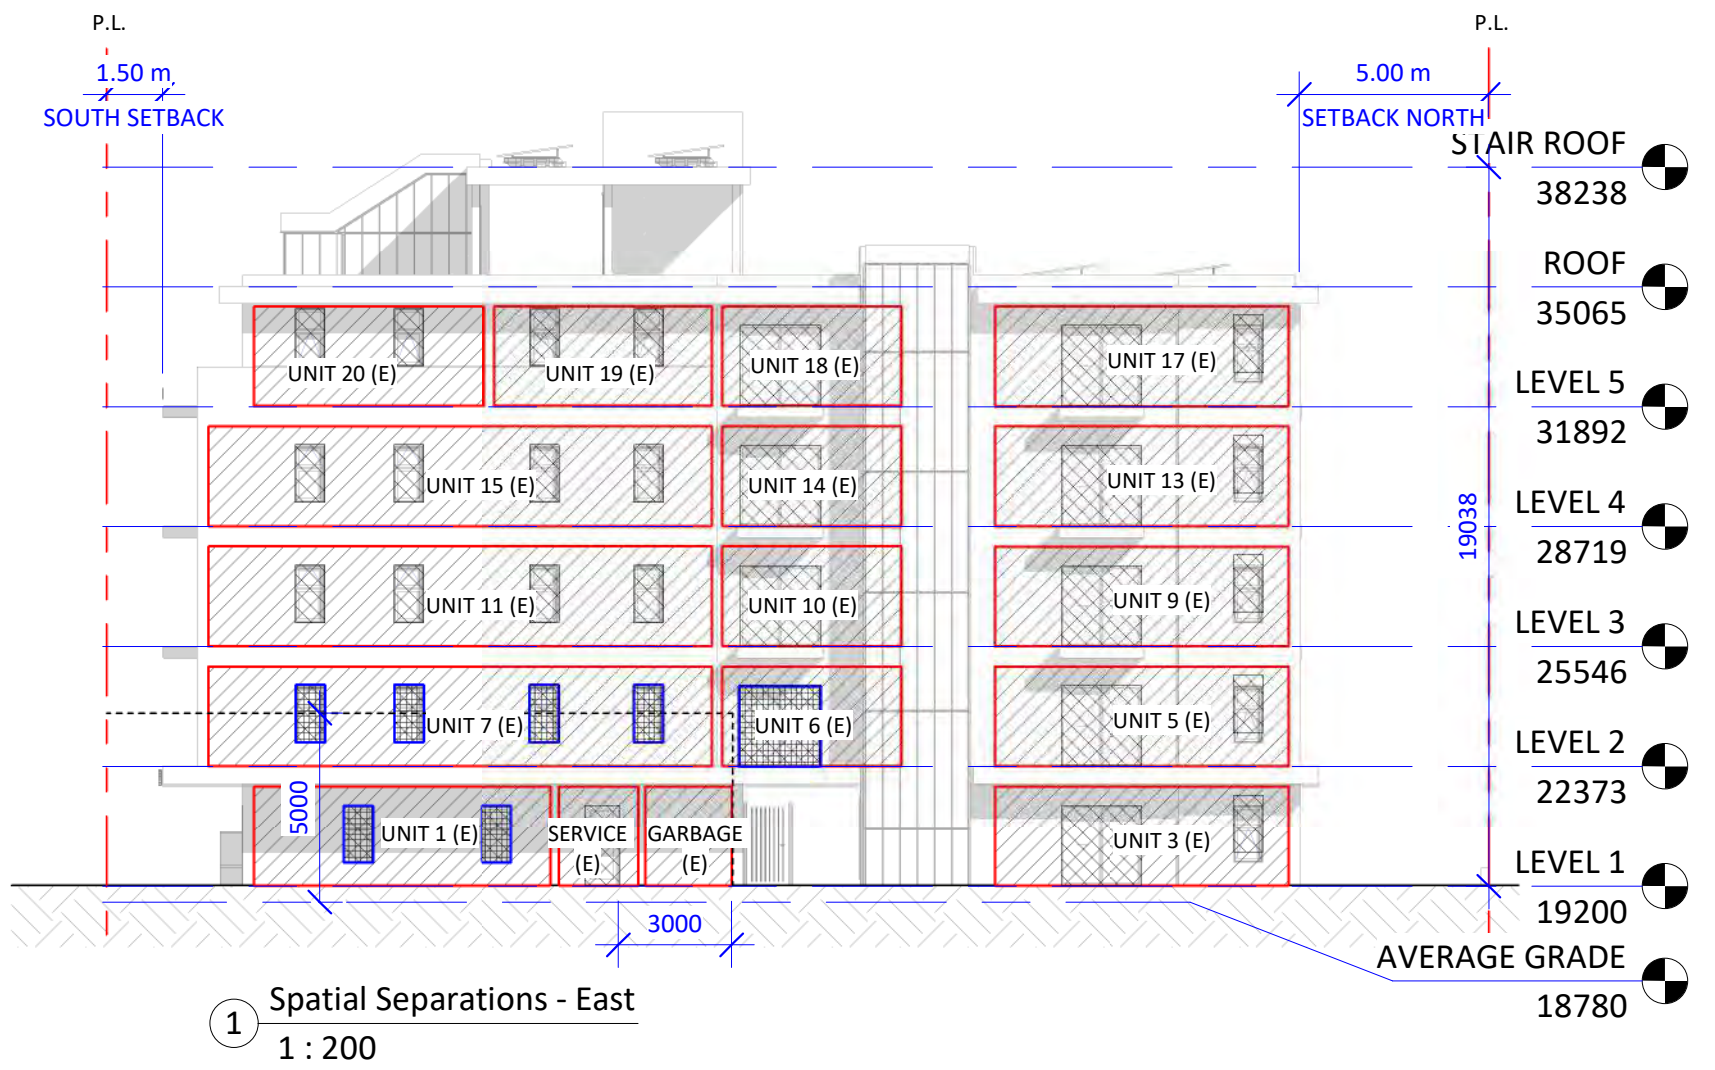 P.L.
P.L.
1.50 m
5.00 m
SOUTH SETBACK
SETBACK NORTH
STAIR ROOF
38238
ROOF
35065
UNIT 20 (E)
UNIT 19 (E)
UNIT 18 (E)
UNIT 17 (E)
LEVEL 5
31892
UNIT 15 (E)
UNIT 14 (E)
UNIT 13 (E)
LEVEL 4
28719
19038
UNIT 11 (E)
UNIT 10 (E)
UNIT 9 (E)
LEVEL 3
25546
UNIT 7 (E)
UNIT 6 (E)
UNIT 5 (E)
LEVEL 2
22373
5000
UNIT 1 (E)
SERVICE
(E)
GARBAGE
(E)
UNIT 3 (E)
LEVEL 1
19200
3000
AVERAGE GRADE
18780
1
Spatial Separations - East
1 : 200